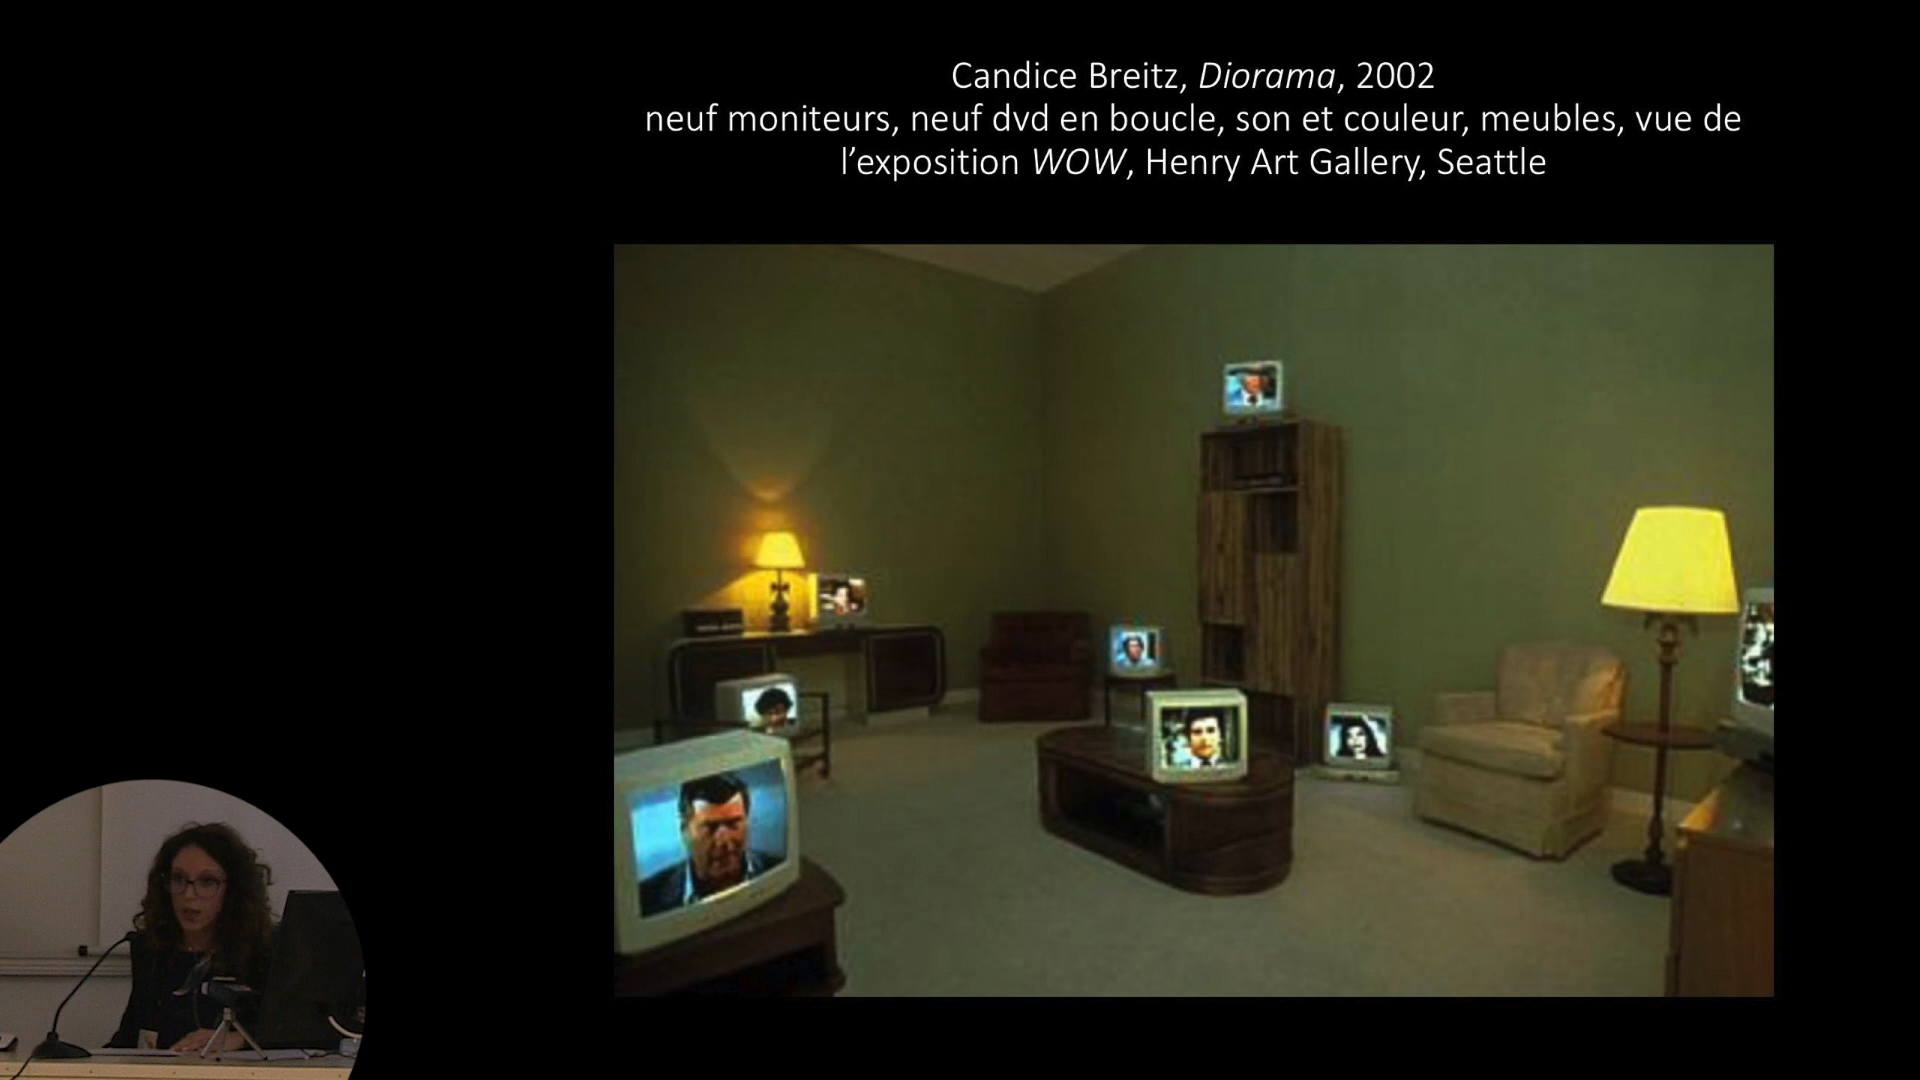 Candice Breitz, Diorama, 2002
neuf moniteurs, neuf dvd en boucle, son et couleur, meubles, vue de
l’exposition WOW, Henry Art Gallery, Seattle